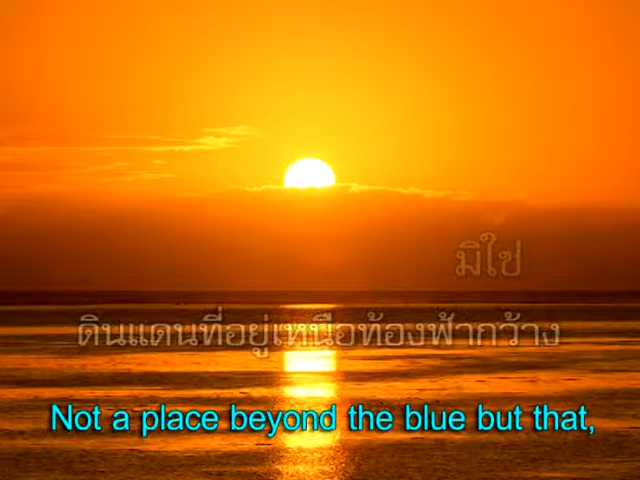 มิใช่
ดินแดนที่อยู่เหนือท้องฟ้ากว้าง
Not a place beyond the blue but that,